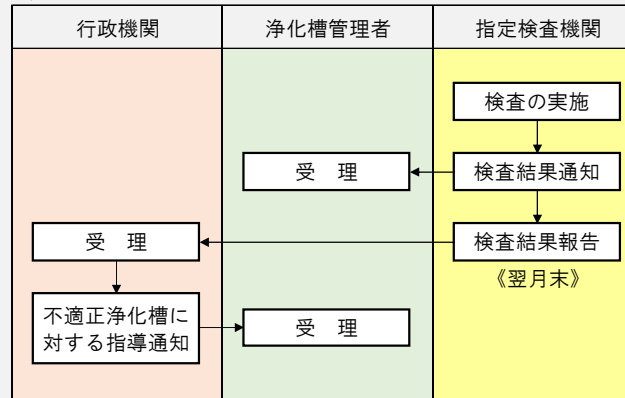 行政機関
浄化槽管理者
指定検査機関
検査の実施
受　理
検査結果通知
受　理
検査結果報告
《翌月末》
不適正浄化槽に
対する指導通知
受　理